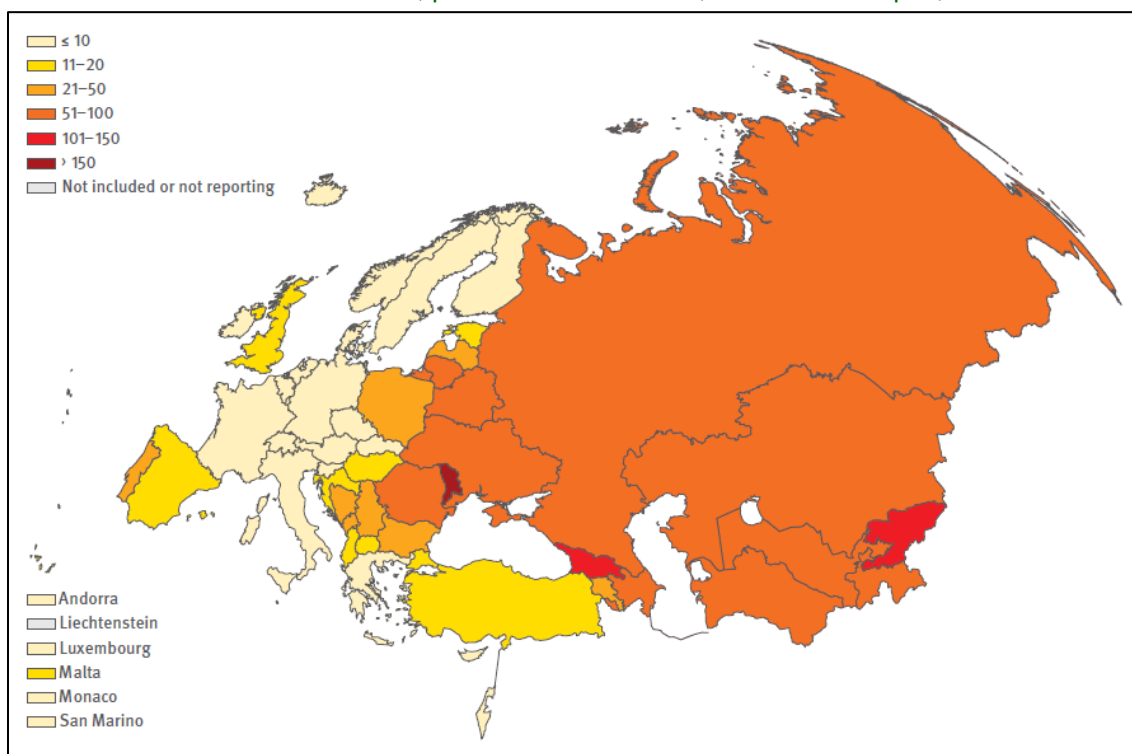 ≤ 10
11–20
21–50
51–100
101–150
› 150
Not included or not reporting
Andorra
Liechtenstein
Luxembourg
Malta
Monaco
San Marino